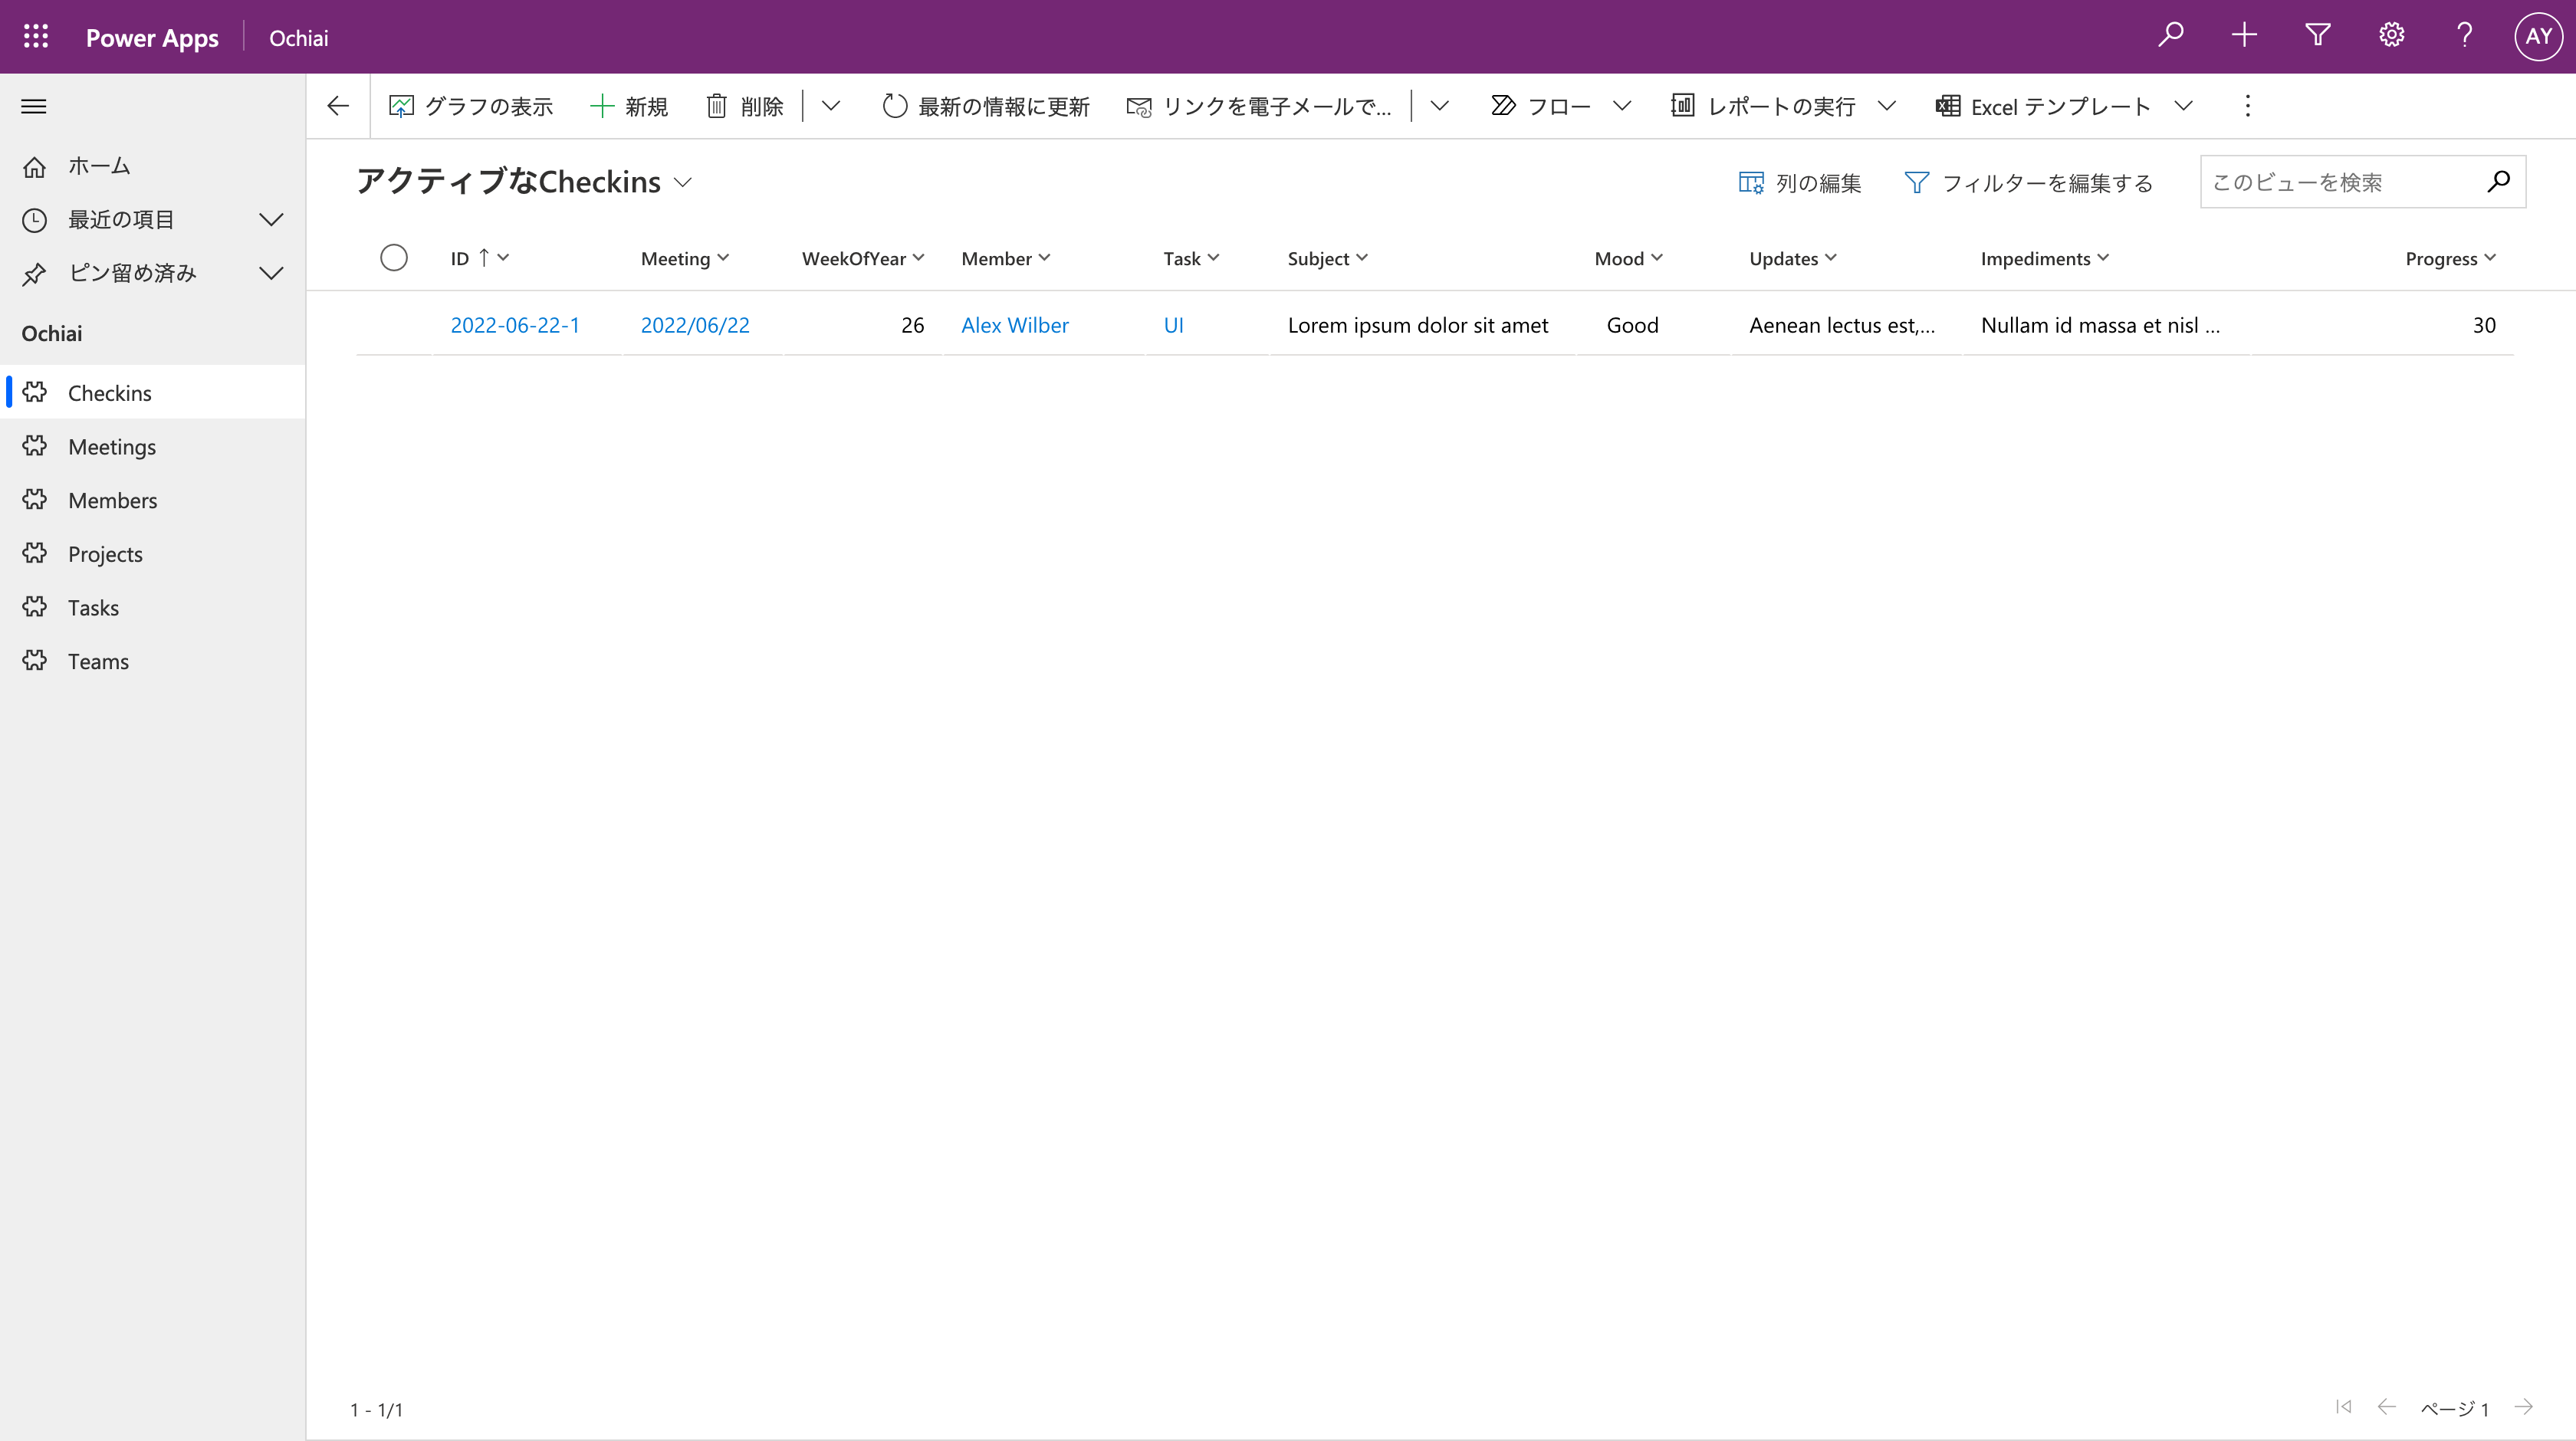 Power Apps Ochiai AY
グラフの表示 新規 削除 最新の情報に更新 リンクを電子メールで... フロー レポートの実行 Excel テンプレート
ホーム
最近の項目
ピン留め済み
Ochiai
Checkins
Meetings
Members
Projects
Tasks
Teams
アクティブなCheckins 列の編集 フィルターを編集する このビューを検索
ID Meeting WeekOfYear Member Task Subject Mood Updates Impediments Progress
2022-06-22-1 2022/06/22 26 Alex Wilber UI Lorem ipsum dolor sit amet Good Aenean lectus est,... Nullam id massa et nisl ... 30
1 - 1/1 ページ 1